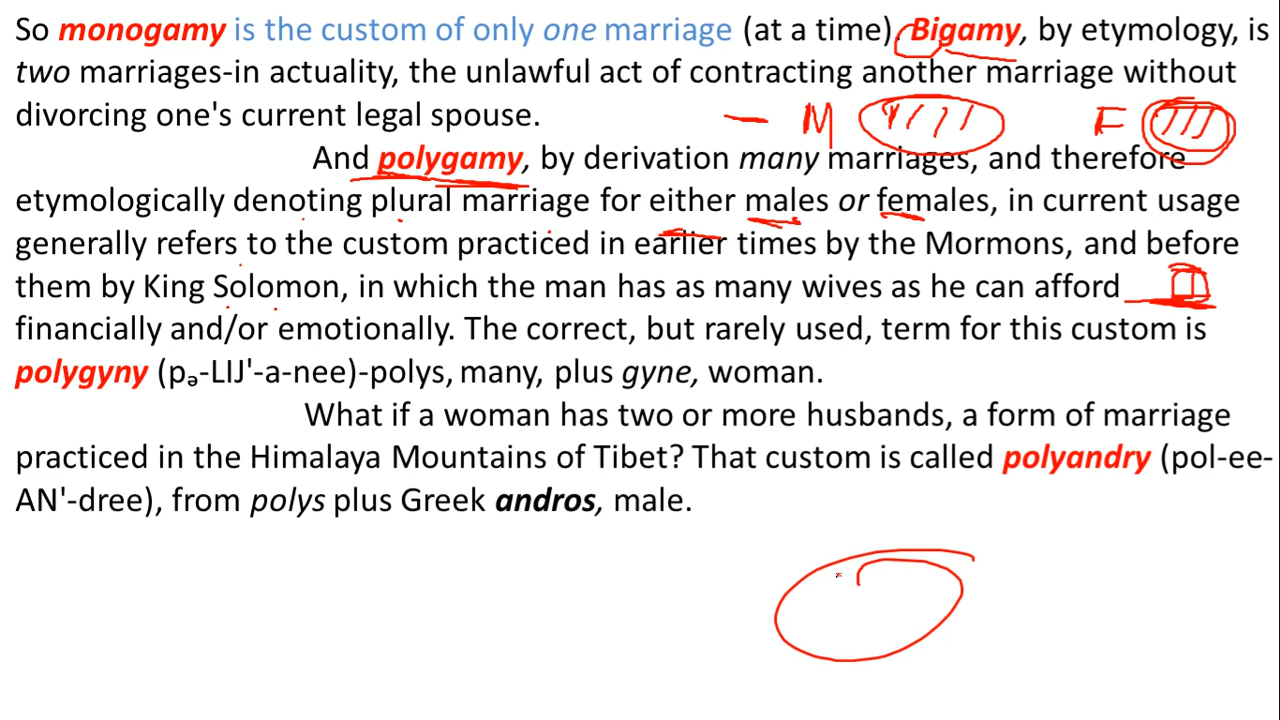 So monogamy is the custom of only one marriage (at a time). Bigamy, by etymology, is
two marriages-in actuality, the unlawful act of contracting another marriage without
divorcing one's current legal spouse.
— M F
And polygamy, by derivation many marriages, and therefore
etymologically denoting plural marriage for either males or females, in current usage
generally refers to the custom practiced in earlier times by the Mormons, and before
them by King Solomon, in which the man has as many wives as he can afford
financially and/or emotionally. The correct, but rarely used, term for this custom is
polygyny (pₔ-LIJ'-a-nee)-polys, many, plus gyne, woman.
What if a woman has two or more husbands, a form of marriage
practiced in the Himalaya Mountains of Tibet? That custom is called polyandry (pol-ee-
AN'-dree), from polys plus Greek andros, male.